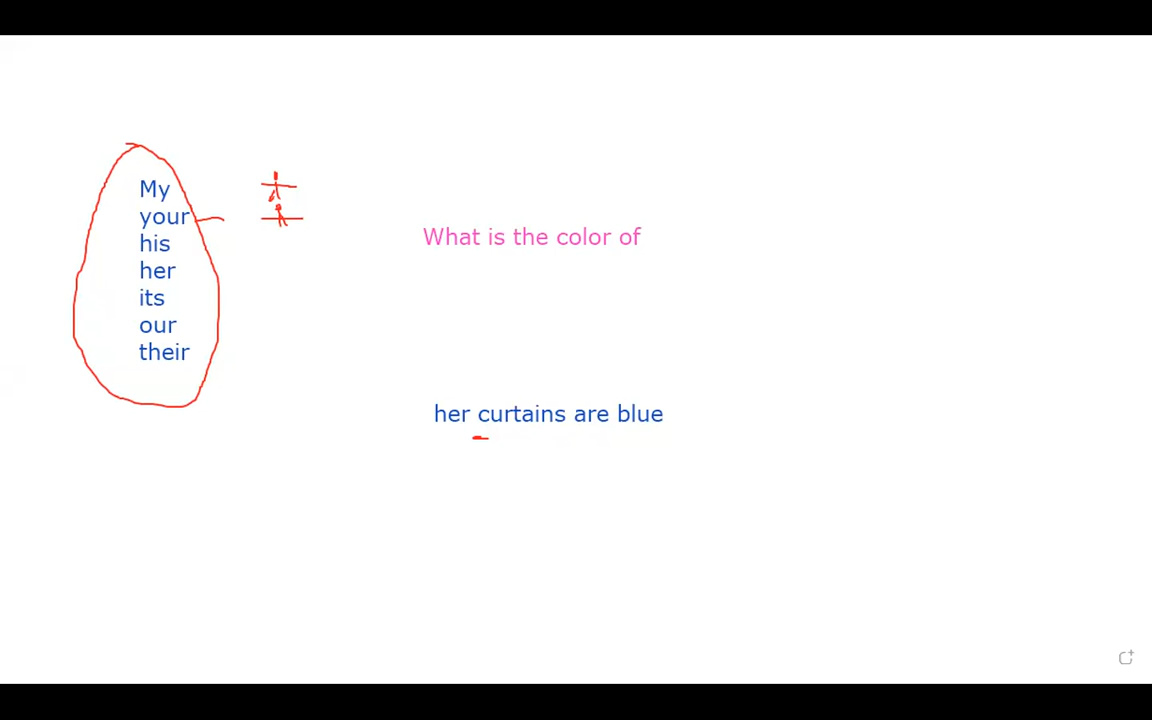 My
your
his
her
its
our
their
What is the color of
her curtains are blue